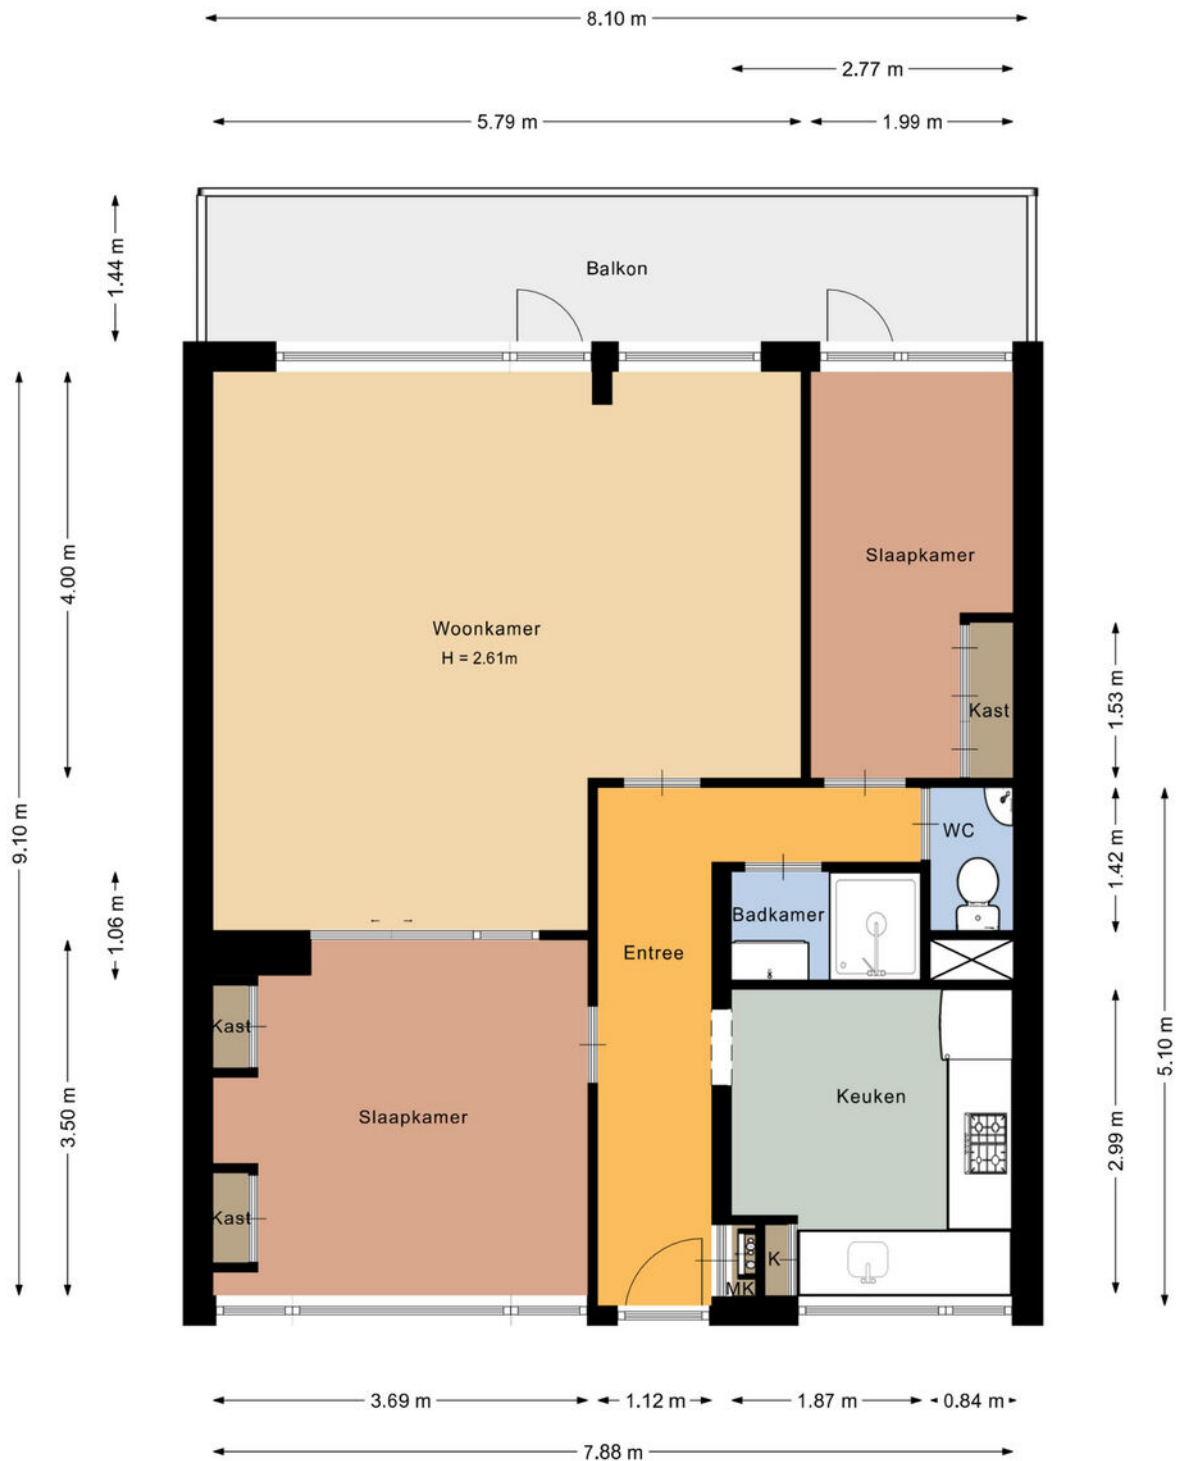 8.10 m
2.77 m
5.79 m
1.99 m
1.44 m
Balkon
4.00 m
Slaapkamer
Woonkamer
H = 2.61m
1.53 m
Kast
9.10 m
WC
1.42 m
1.06 m
Badkamer
Entree
Kast
5.10 m
Keuken
3.50 m
Slaapkamer
2.99 m
Kast
K
MK
3.69 m
1.12 m
1.87 m
0.84 m
7.88 m